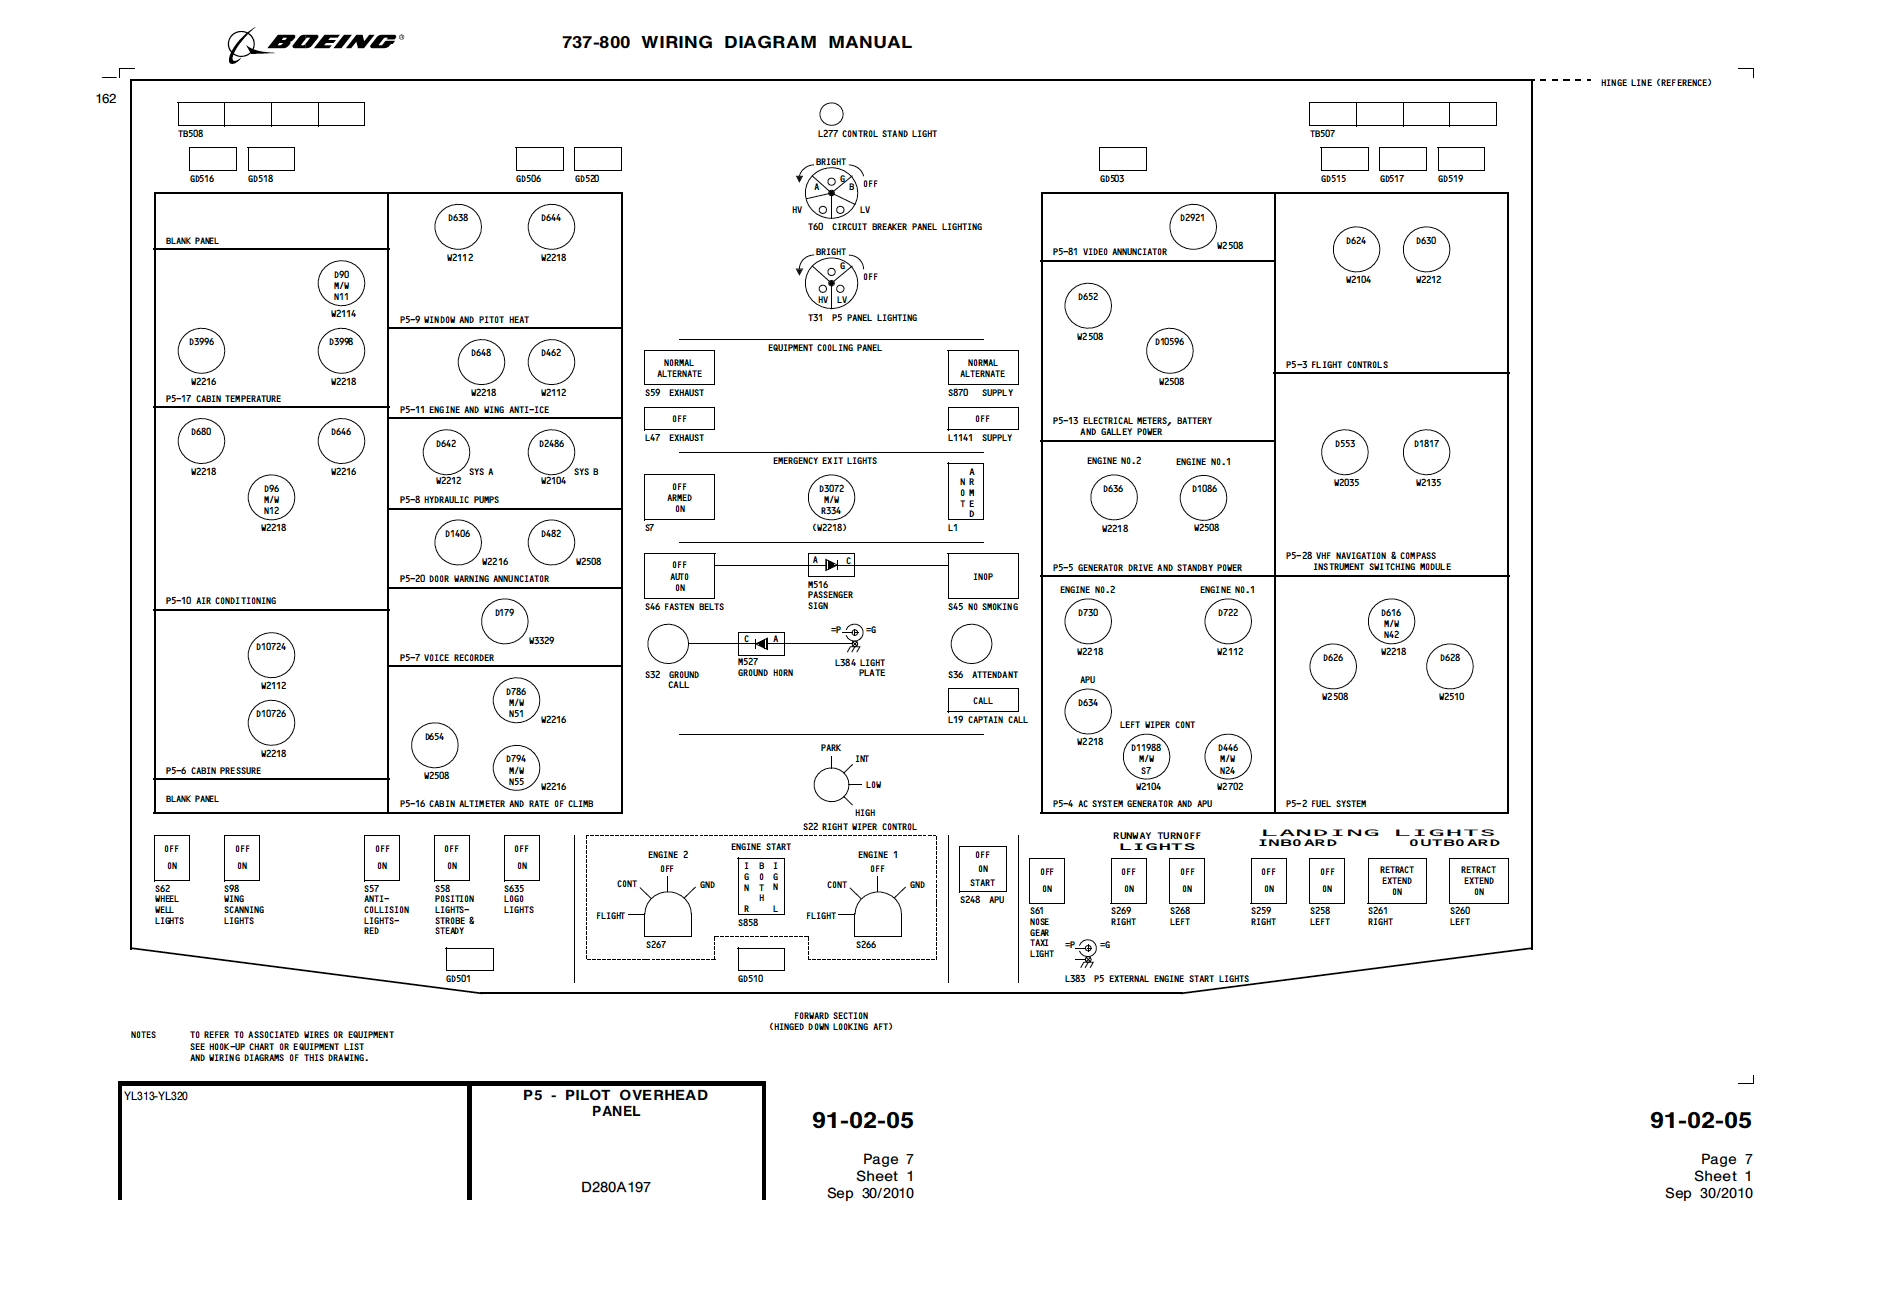 BOEING®
737-800 WIRING DIAGRAM MANUAL
162
HINGE LINE (REFERENCE)
TB508
GD516
GD518
GD506
GD520
BLANK PANEL
D90
M/W
N11
W2114
D3996
W2216
D3998
W2218
P5-17 CABIN TEMPERATURE
D680
W2218
D646
W2216
D96
M/W
N12
W2218
P5-10 AIR CONDITIONING
D10724
W2112
D10726
W2218
P5-6 CABIN PRESSURE
BLANK PANEL
D638
W2112
D644
W2218
P5-9 WINDOW AND PITOT HEAT
D648
W2218
D462
W2112
P5-11 ENGINE AND WING ANTI-ICE
D642
SYS A
W2212
D2486
SYS B
W2104
P5-8 HYDRAULIC PUMPS
D1406
W2216
D482
W2508
P5-20 DOOR WARNING ANNUNCIATOR
D179
W3329
P5-7 VOICE RECORDER
D786
M/W
N51
W2216
D654
W2508
D794
M/W
N55
W2216
P5-16 CABIN ALTIMETER AND RATE OF CLIMB
L277 CONTROL STAND LIGHT
BRIGHT
OFF
A
G
B
HV
LV
T60 CIRCUIT BREAKER PANEL LIGHTING
BRIGHT
OFF
G
HV
LV
T31 P5 PANEL LIGHTING
EQUIPMENT COOLING PANEL
NORMAL
ALTERNATE
S59 EXHAUST
NORMAL
ALTERNATE
S870 SUPPLY
OFF
L47 EXHAUST
OFF
L1141 SUPPLY
EMERGENCY EXIT LIGHTS
OFF
ARMED
ON
S7
D3072
M/W
R334
(W2218)
NOT
ARMED
L1
OFF
AUTO
ON
S46 FASTEN BELTS
A
C
M516
PASSENGER
SIGN
INOP
S45 NO SMOKING
S32 GROUND
CALL
C
A
M527
GROUND HORN
=P
=G
L384 LIGHT
PLATE
S36 ATTENDANT
CALL
L19 CAPTAIN CALL
PARK
INT
LOW
HIGH
S22 RIGHT WIPER CONTROL
TB507
GD503
GD515
GD517
GD519
D2921
W2508
P5-81 VIDEO ANNUNCIATOR
D652
W2508
D10596
W2508
P5-13 ELECTRICAL METERS, BATTERY
AND GALLEY POWER
ENGINE NO.2
D636
W2218
ENGINE NO.1
D1086
W2508
P5-5 GENERATOR DRIVE AND STANDBY POWER
ENGINE NO.2
D730
W2218
ENGINE NO.1
D722
W2112
APU
D634
W2218
LEFT WIPER CONT
D11988
M/W
S7
W2104
D446
M/W
N24
W2702
P5-4 AC SYSTEM GENERATOR AND APU
D624
W2104
D630
W2212
P5-3 FLIGHT CONTROLS
D553
W2035
D1817
W2135
P5-28 VHF NAVIGATION & COMPASS
INSTRUMENT SWITCHING MODULE
D616
M/W
N42
W2218
D626
W2508
D628
W2510
P5-2 FUEL SYSTEM
OFF
ON
S62
WHEEL
WELL
LIGHTS
OFF
ON
S98
WING
SCANNING
LIGHTS
OFF
ON
S57
ANTI-
COLLISION
LIGHTS-
RED
OFF
ON
S58
POSITION
LIGHTS-
STROBE &
STEADY
OFF
ON
S635
LOGO
LIGHTS
GD501
ENGINE 2
OFF
CONT
GND
FLIGHT
S267
ENGINE START
IGN R
BOTH
IGN L
S858
GD510
ENGINE 1
OFF
CONT
GND
FLIGHT
S266
OFF
ON
START
S248 APU
OFF
ON
S61
NOSE
GEAR
TAXI
LIGHT
RUNWAY TURNOFF
LIGHTS
OFF
ON
S269
RIGHT
OFF
ON
S268
LEFT
LANDING LIGHTS
INBOARD
OUTBOARD
OFF
ON
S259
RIGHT
OFF
ON
S258
LEFT
RETRACT
EXTEND
ON
S261
RIGHT
RETRACT
EXTEND
ON
S260
LEFT
=P
=G
L383 P5 EXTERNAL ENGINE START LIGHTS
FORWARD SECTION
(HINGED DOWN LOOKING AFT)
NOTES
TO REFER TO ASSOCIATED WIRES OR EQUIPMENT
SEE HOOK-UP CHART OR EQUIPMENT LIST
AND WIRING DIAGRAMS OF THIS DRAWING.
YL313-YL320
P5 - PILOT OVERHEAD
PANEL
D280A197
91-02-05
Page 7
Sheet 1
Sep 30/2010
91-02-05
Page 7
Sheet 1
Sep 30/2010